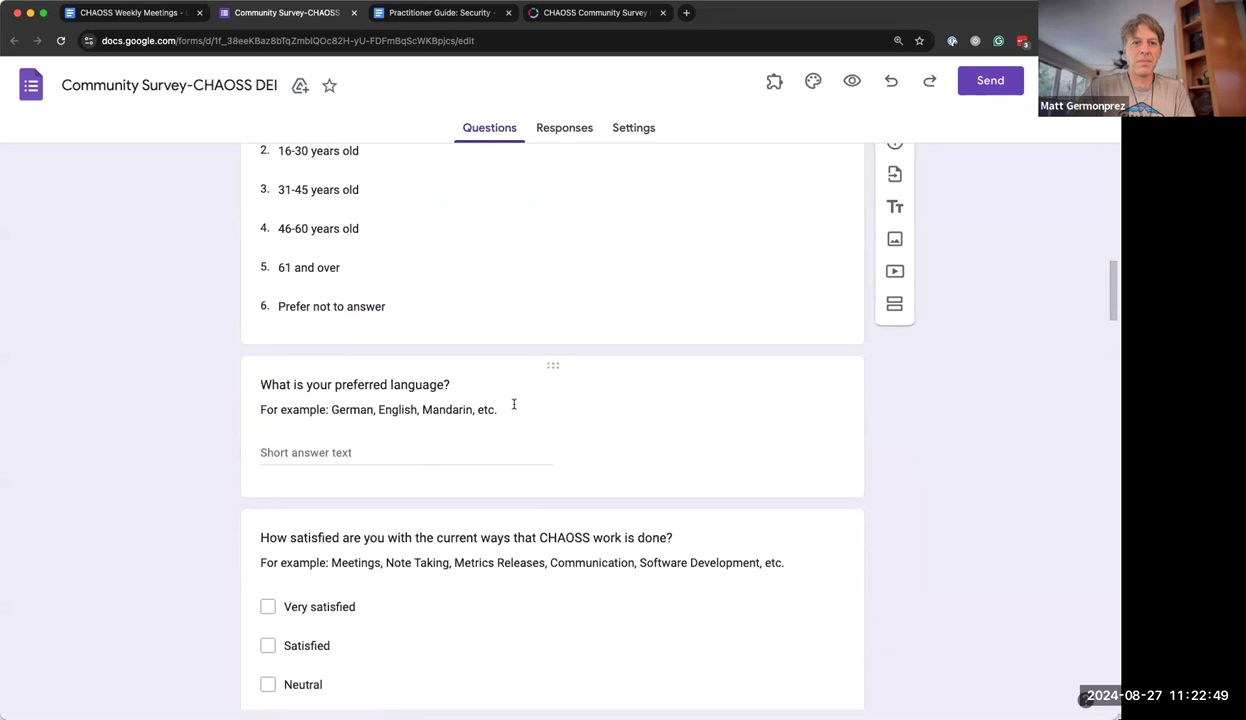 CHAOSS Weekly Meetings -
Community Survey-CHAOSS
Practitioner Guide: Security -
CHAOSS Community Survey
docs.google.com/forms/d/1f_38eeKBaz8bTqZmblQOc82H-yU-FDFmBqScWKBpjcs/edit
3
Matt Germonprez
Community Survey-CHAOSS DEI
Send
Questions
Responses
Settings
2. 16-30 years old
3. 31-45 years old
4. 46-60 years old
5. 61 and over
6. Prefer not to answer
Tт
What is your preferred language?
For example: German, English, Mandarin, etc.
Short answer text
How satisfied are you with the current ways that CHAOSS work is done?
For example: Meetings, Note Taking, Metrics Releases, Communication, Software Development, etc.
Very satisfied
Satisfied
Neutral
2024-08-27 11:22:49